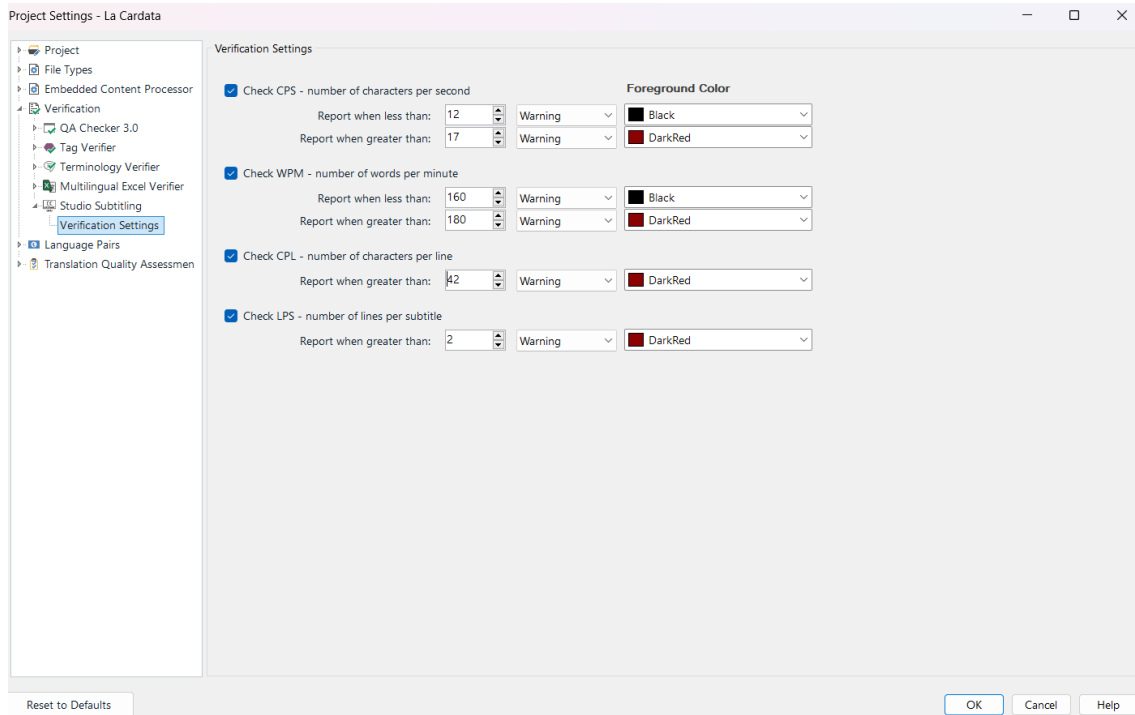 Project Settings - La Cardata
Project
File Types
Embedded Content Processor
Verification
QA Checker 3.0
Tag Verifier
Terminology Verifier
Multilingual Excel Verifier
Studio Subtitling
Verification Settings
Language Pairs
Translation Quality Assessmen
Verification Settings
Check CPS - number of characters per second Foreground Color
Report when less than: 12 Warning Black
Report when greater than: 17 Warning DarkRed
Check WPM - number of words per minute
Report when less than: 160 Warning Black
Report when greater than: 180 Warning DarkRed
Check CPL - number of characters per line
Report when greater than: 42 Warning DarkRed
Check LPS - number of lines per subtitle
Report when greater than: 2 Warning DarkRed
Reset to Defaults OK Cancel Help